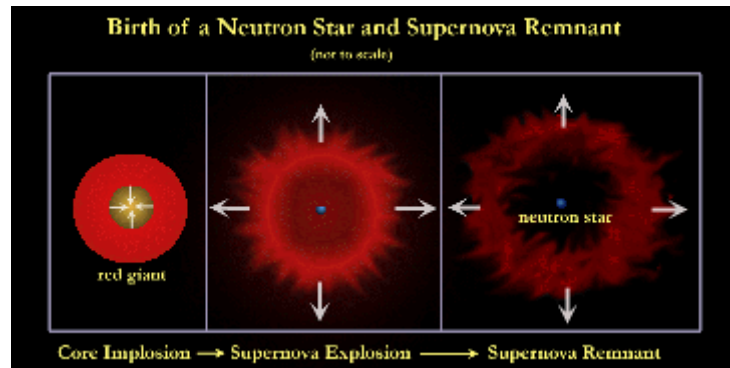 Birth of a Neutron Star and Supernova Remnant
(not to scale)
red giant
neutron star
Core Implosion → Supernova Explosion → Supernova Remnant